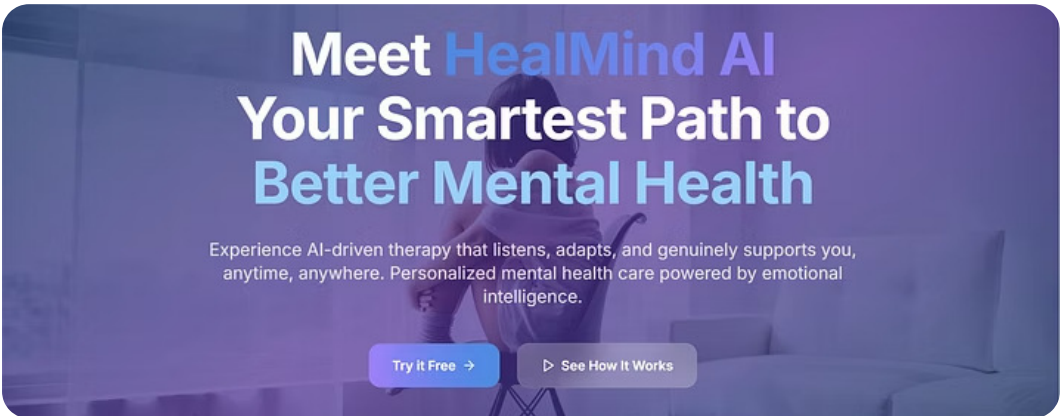 Meet HealMind AI
Your Smartest Path to
Better Mental Health
Experience AI-driven therapy that listens, adapts, and genuinely supports you,
anytime, anywhere. Personalized mental health care powered by emotional
intelligence.
Try it Free →
See How It Works